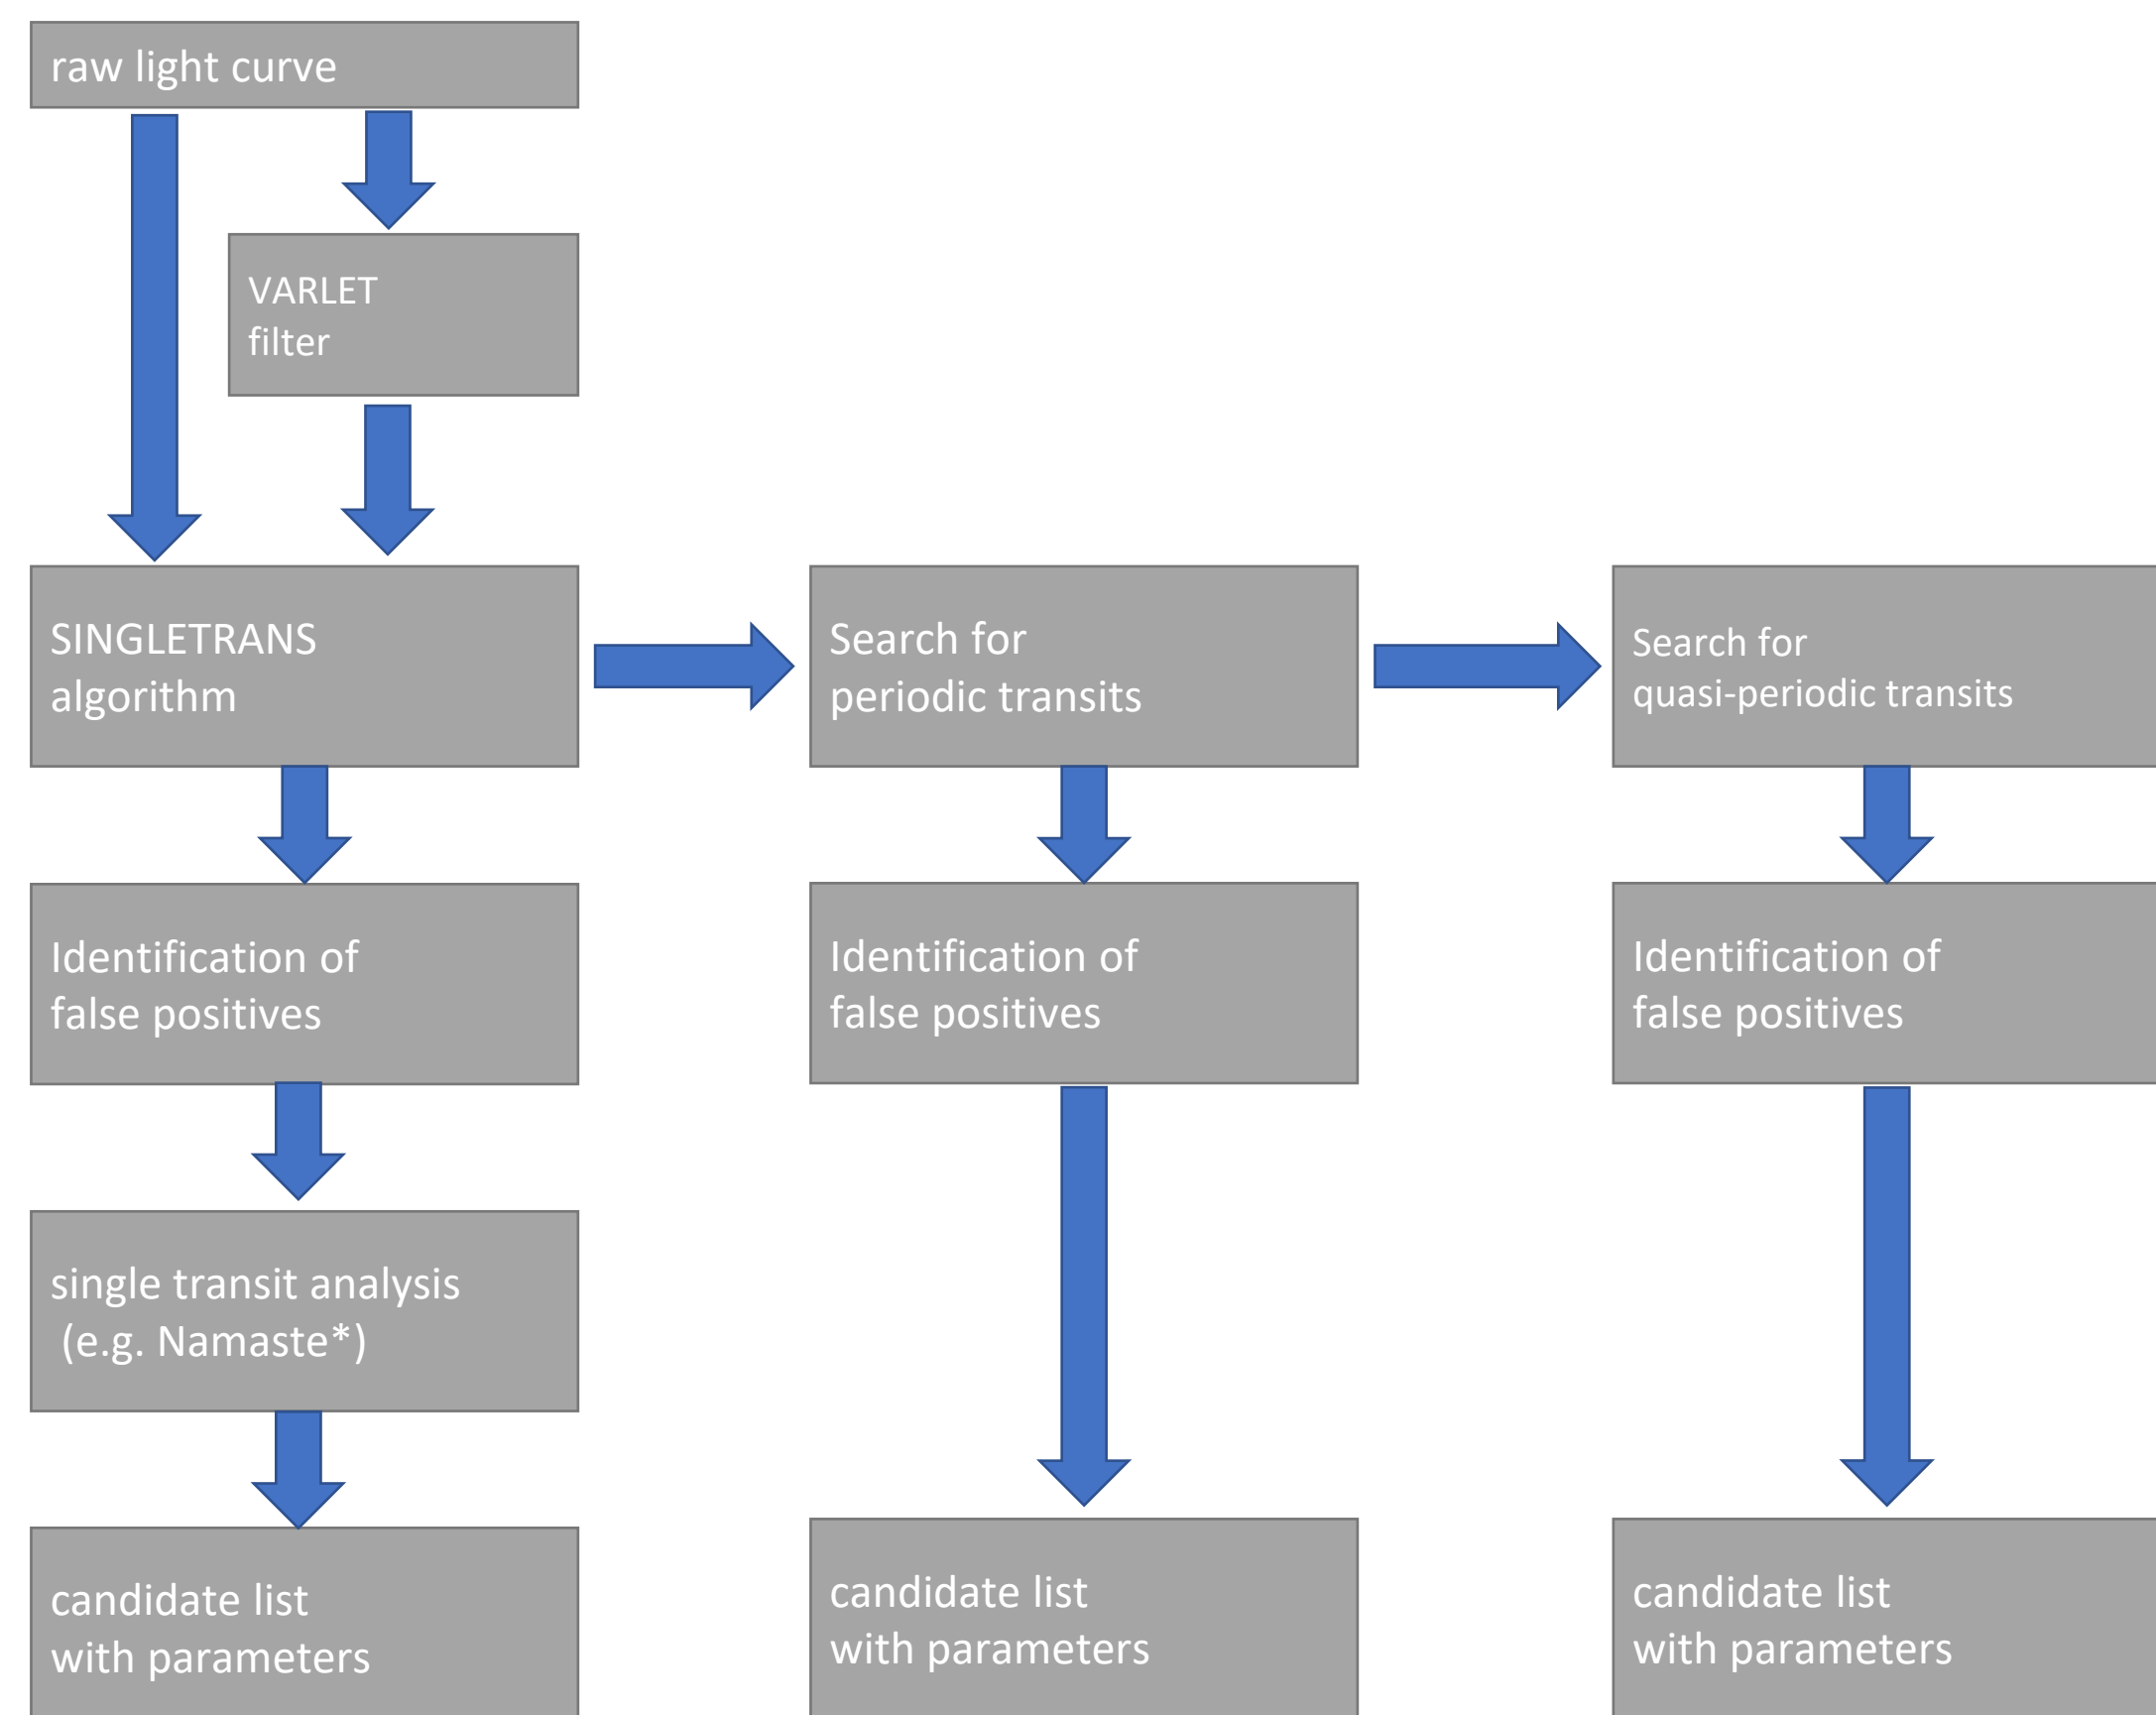 raw light curve
VARLET
filter
SINGLETRANS
algorithm
Search for
periodic transits
Search for
quasi-periodic transits
Identification of
false positives
Identification of
false positives
Identification of
false positives
single transit analysis
(e.g. Namaste*)
candidate list
with parameters
candidate list
with parameters
candidate list
with parameters